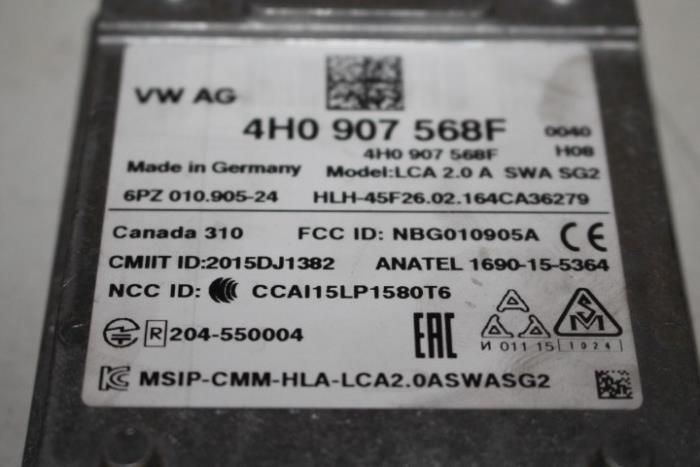 VW AG
4H0 907 568F 0040
4H0 907 568F H08
Made in Germany Model:LCA 2.0 A SWA SG2
6PZ 010.905-24 HLH-45F26.02.164CA36279
Canada 310 FCC ID: NBG010905A CE
CMIIT ID:2015DJ1382 ANATEL 1690-15-5364
NCC ID: CCAI15LP1580T6
R 204-550004 EAC И 011 15 1024
MSIP-CMM-HLA-LCA2.0ASWASG2